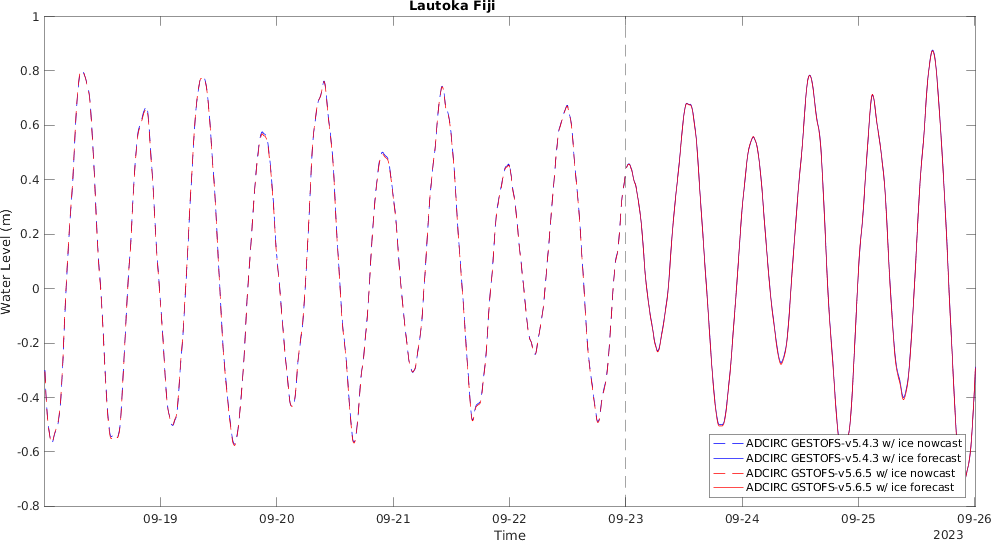 Lautoka Fiji
1
0.8
0.6
0.4
0.2
0
-0.2
-0.4
-0.6
-0.8
Water Level (m)
09-19 09-20 09-21 09-22 09-23 09-24 09-25 09-26
Time
2023
ADCIRC GESTOFS-v5.4.3 w/ ice nowcast
ADCIRC GESTOFS-v5.4.3 w/ ice forecast
ADCIRC GSTOFS-v5.6.5 w/ ice nowcast
ADCIRC GSTOFS-v5.6.5 w/ ice forecast